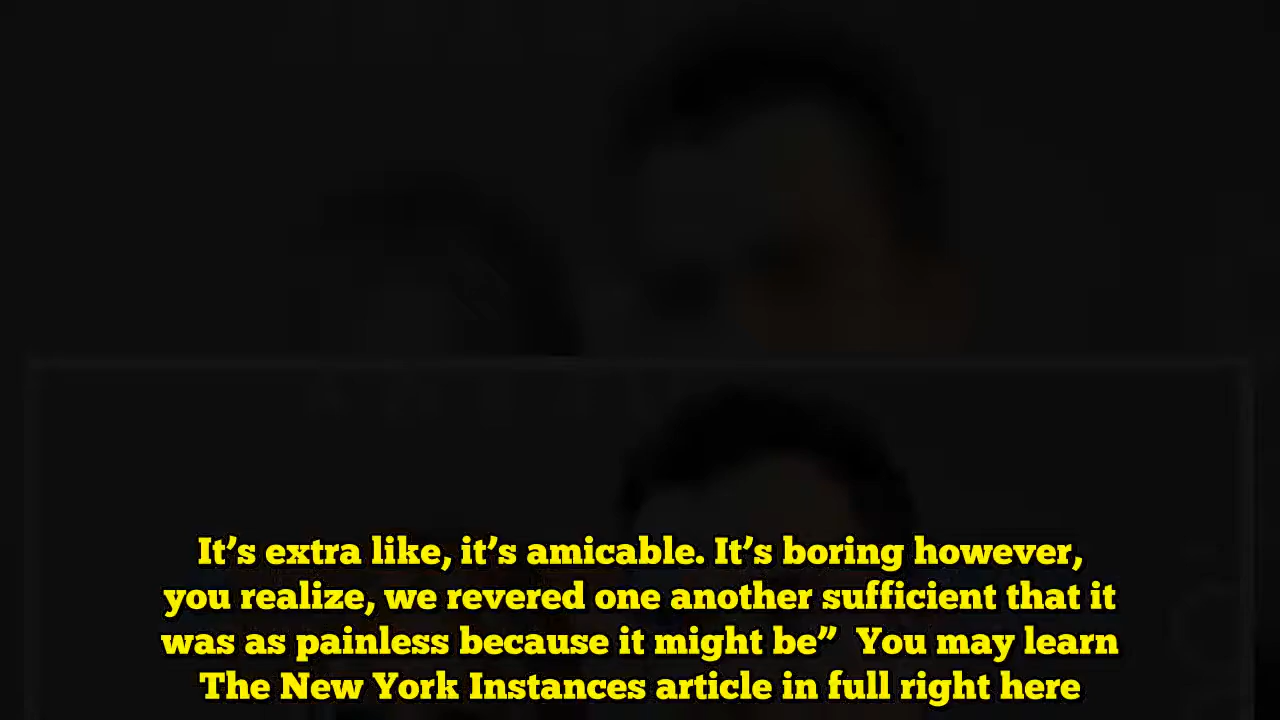 It’s extra like, it’s amicable. It’s boring however,
you realize, we revered one another sufficient that it
was as painless because it might be” You may learn
The New York Instances article in full right here